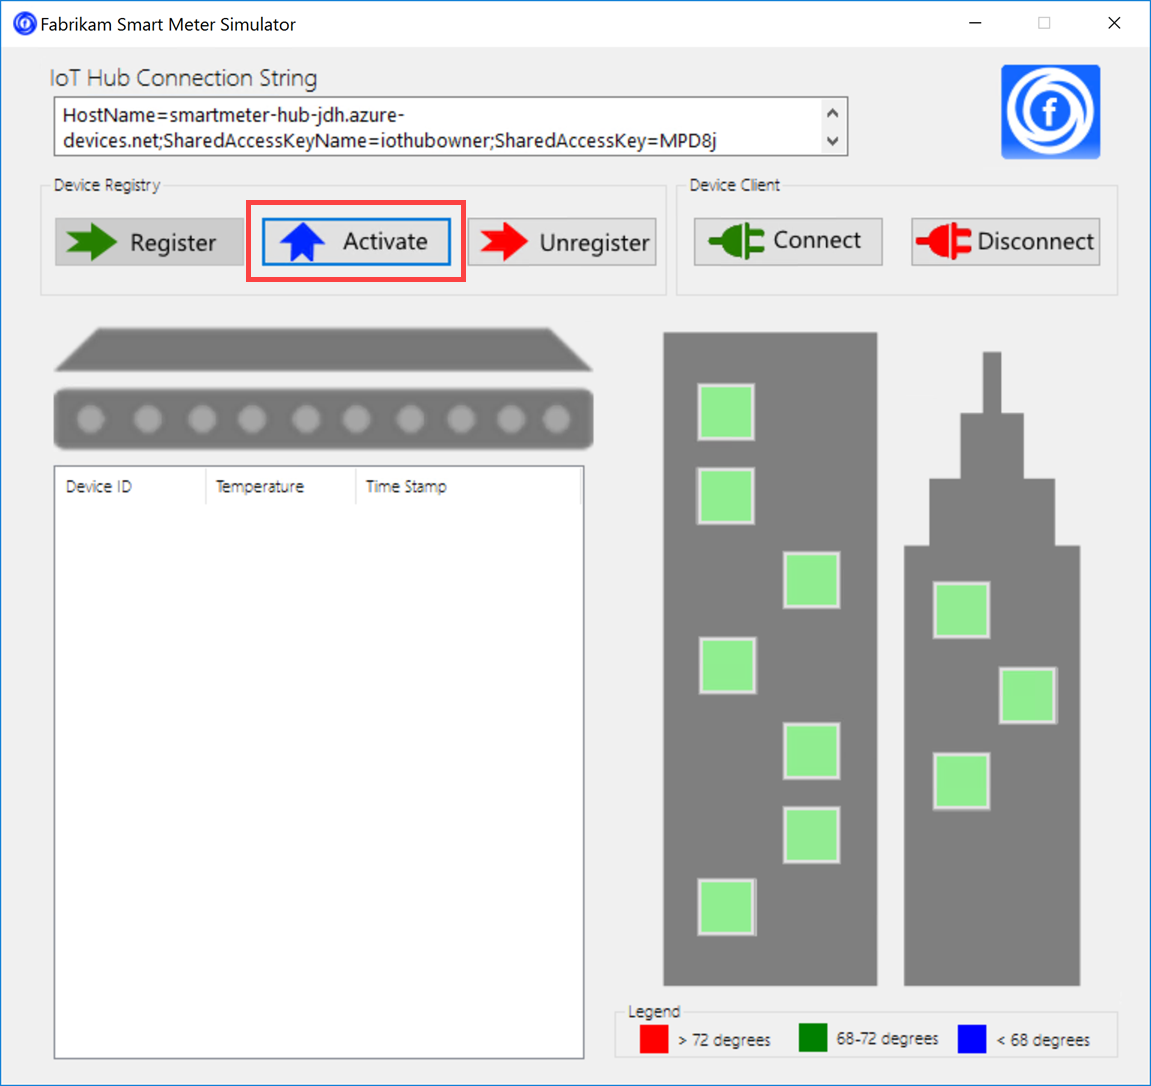 Fabrikam Smart Meter Simulator
IoT Hub Connection String
HostName=smartmeter-hub-jdh.azure-
devices.net;SharedAccessKeyName=iothubowner;SharedAccessKey=MPD8j
Device Registry
Device Client
Register
Activate
Unregister
Connect
Disconnect
Device ID
Temperature
Time Stamp
Legend
> 72 degrees
68-72 degrees
< 68 degrees